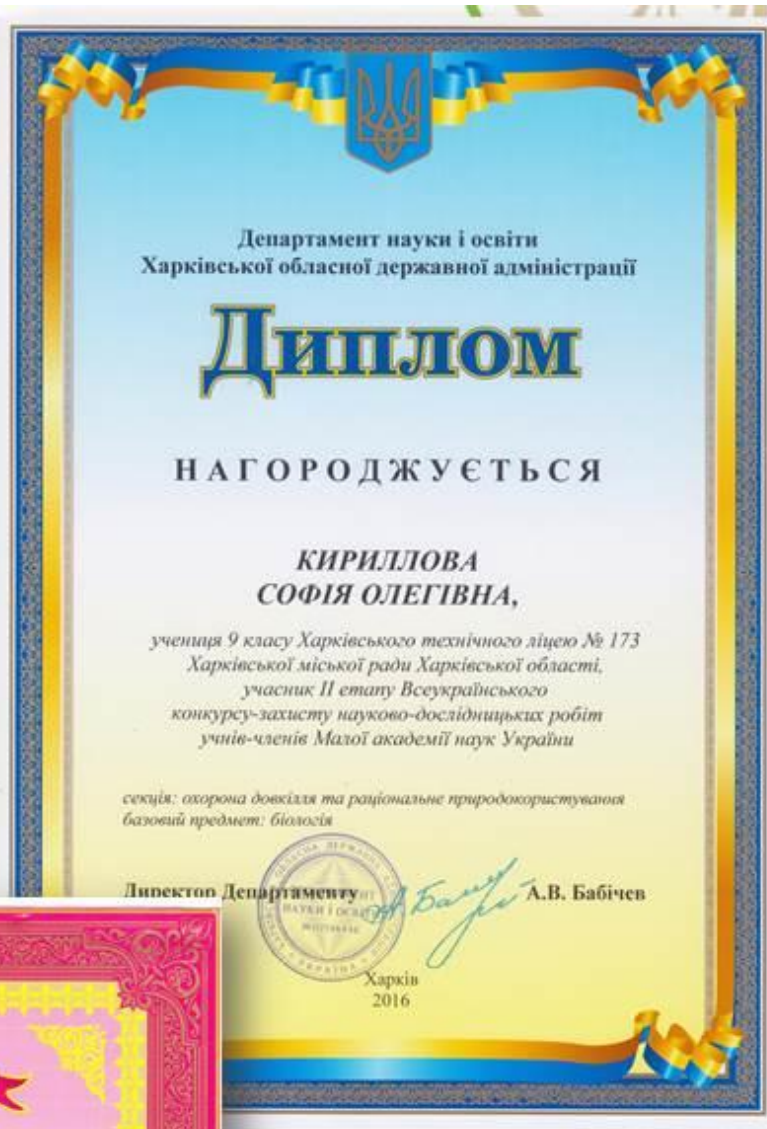 Департамент науки і освіти
Харківської обласної державної адміністрації
Диплом
НАГОРОДЖУЄТЬСЯ
КИРИЛЛОВА
СОФІЯ ОЛЕГІВНА,
учениця 9 класу Харківського технічного ліцею № 173
Харківської міської ради Харківської області,
учасник ІІ етапу Всеукраїнського
конкурсу-захисту науково-дослідницьких робіт
учнів-членів Малої академії наук України
секція: охорона довкілля та раціональне природокористування
базовий предмет: біологія
Директор Департаменту А.В. Бабічев
Харків
2016